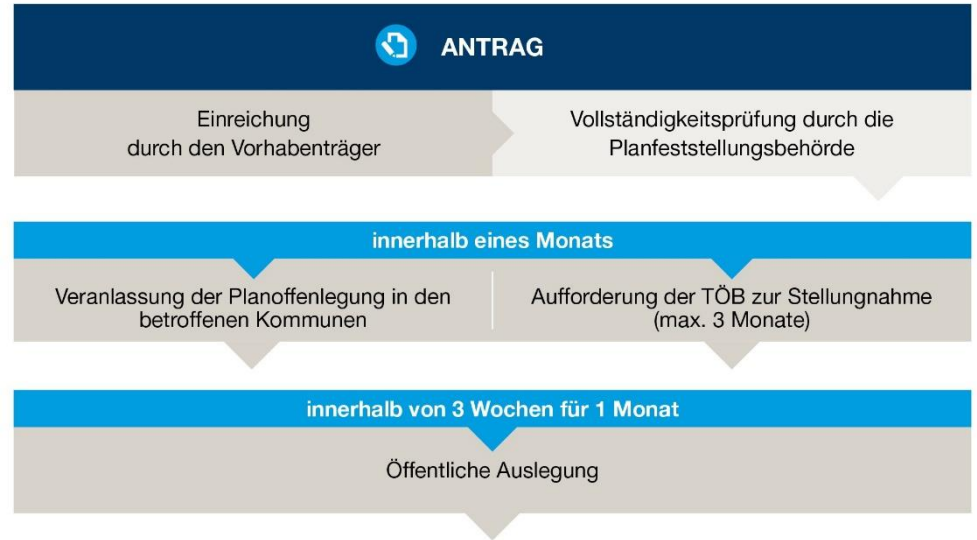 ANTRAG
Einreichung
durch den Vorhabenträger
Vollständigkeitsprüfung durch die
Planfeststellungsbehörde
innerhalb eines Monats
Veranlassung der Planoffenlegung in den
betroffenen Kommunen
Aufforderung der TÖB zur Stellungnahme
(max. 3 Monate)
innerhalb von 3 Wochen für 1 Monat
Öffentliche Auslegung